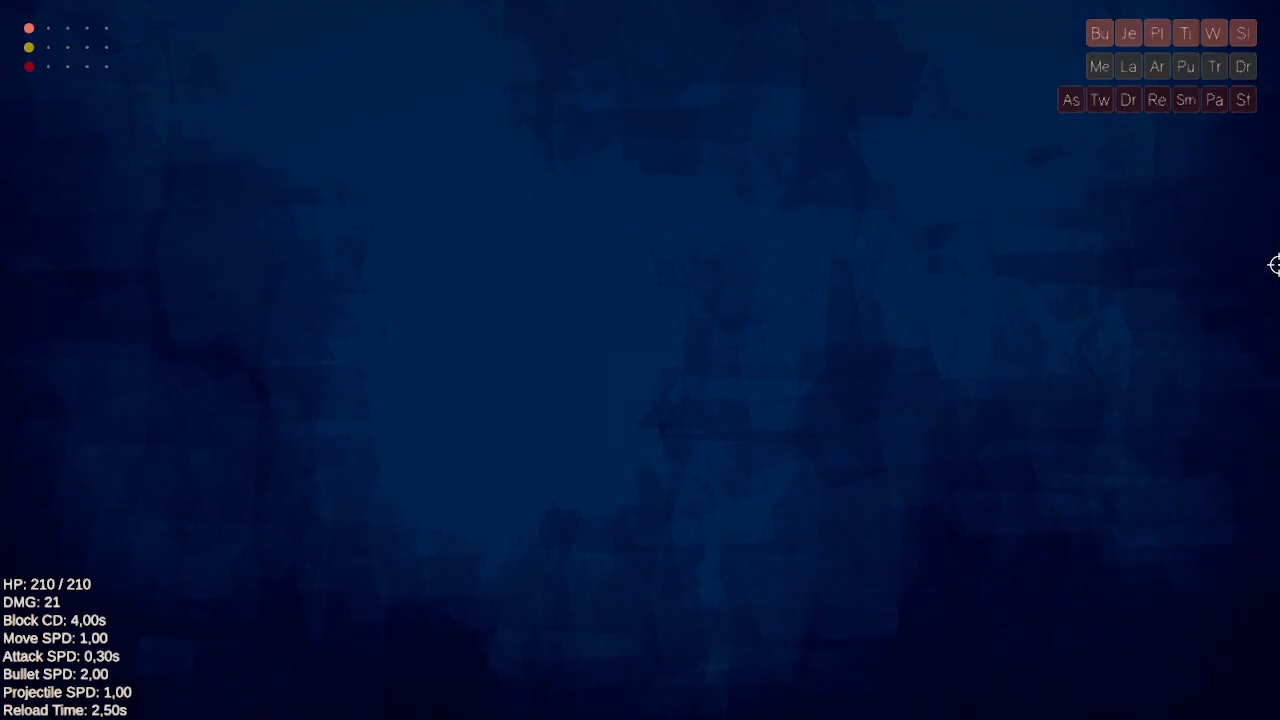 Bu Je Pl Ti W Sl
Me La Ar Pu Tr Dr
As Tw Dr Re Sm Pa St
HP: 210 / 210
DMG: 21
Block CD: 4,00s
Move SPD: 1,00
Attack SPD: 0,30s
Bullet SPD: 2,00
Projectile SPD: 1,00
Reload Time: 2,50s